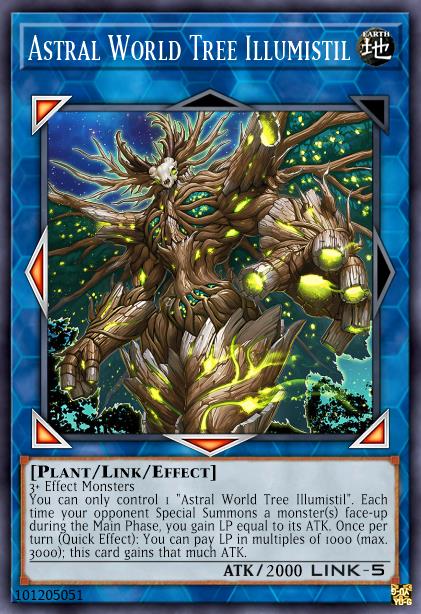 Astral World Tree Illumistil
EARTH
地
[Plant/Link/Effect]
3+ Effect Monsters
You can only control 1 "Astral World Tree Illumistil". Each
time your opponent Special Summons a monster(s) face-up
during the Main Phase, you gain LP equal to its ATK. Once per
turn (Quick Effect): You can pay LP in multiples of 1000 (max.
3000); this card gains that much ATK.
ATK/2000 LINK-5
101205051